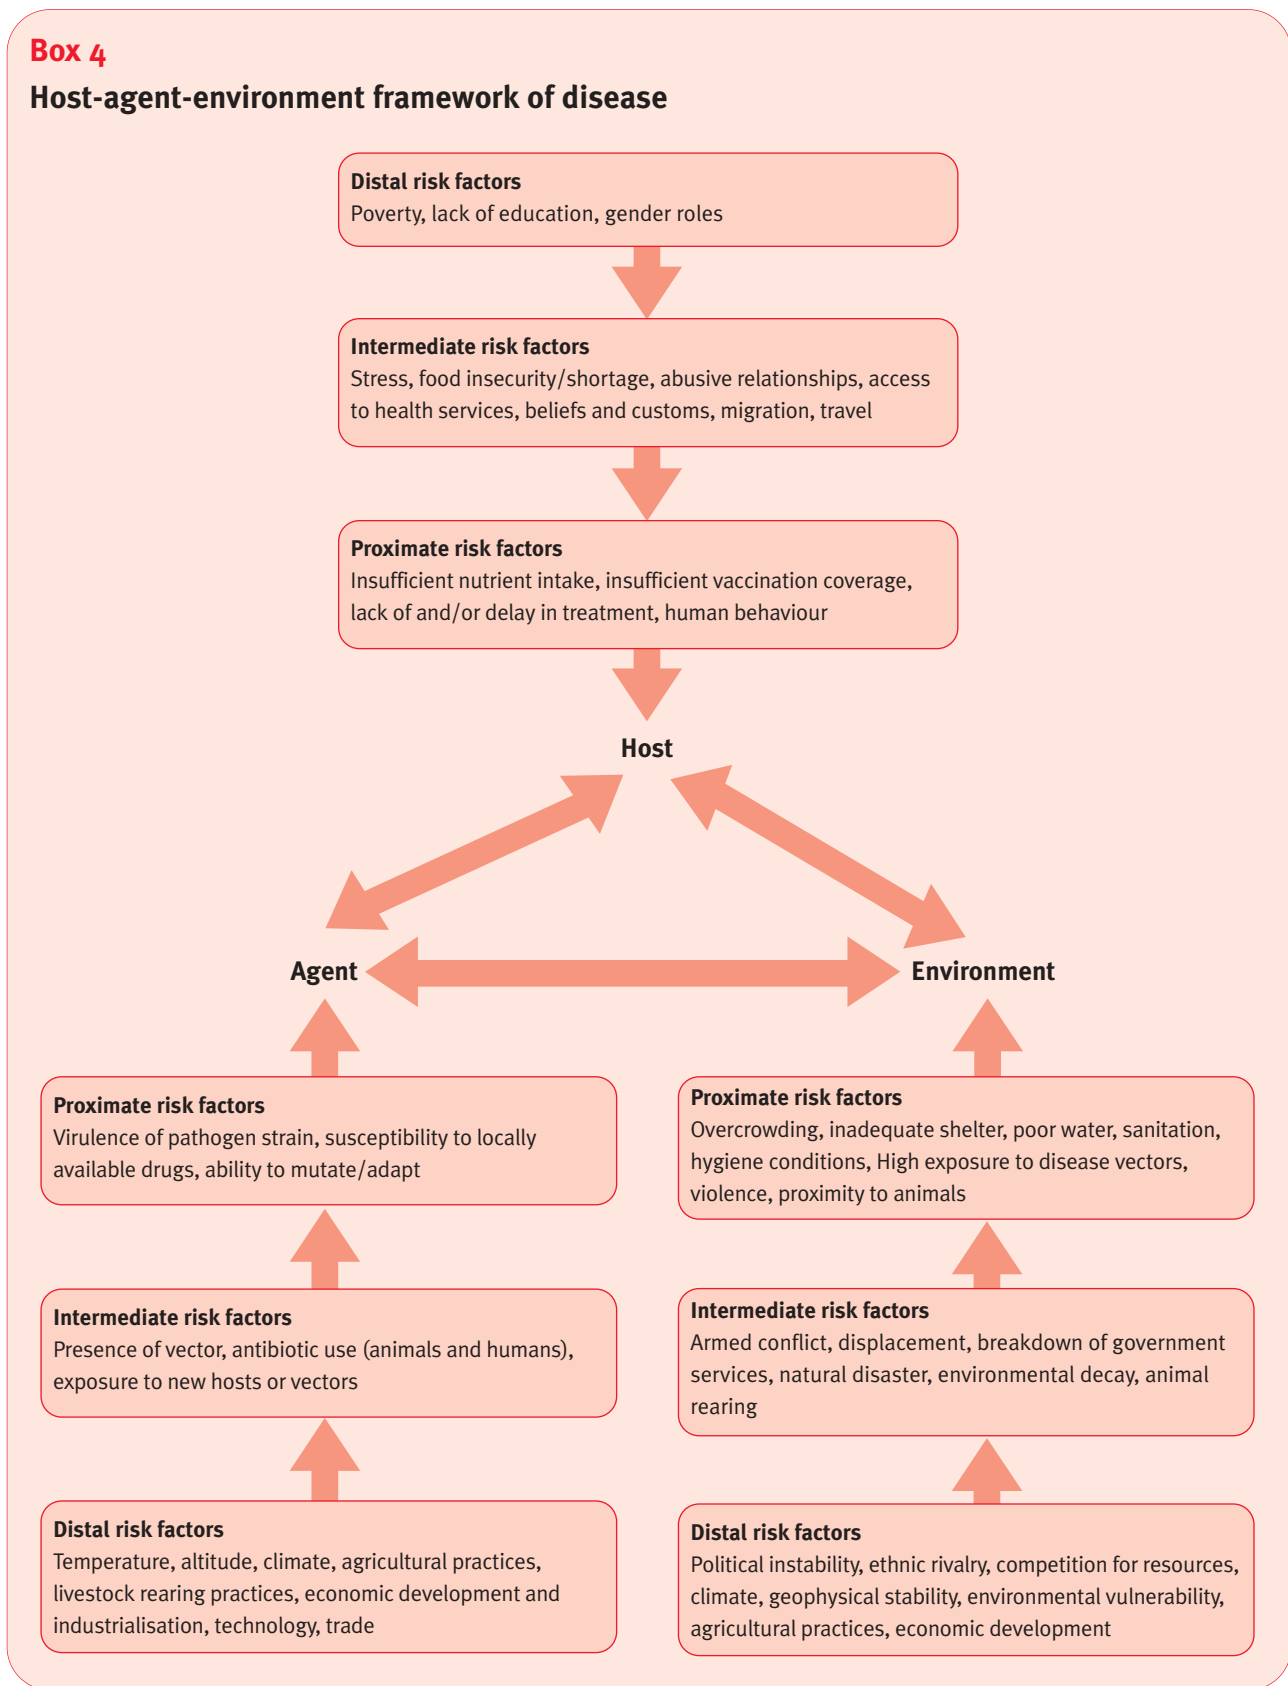 Box 4
Host-agent-environment framework of disease
Distal risk factors
Poverty, lack of education, gender roles
Intermediate risk factors
Stress, food insecurity/shortage, abusive relationships, access
to health services, beliefs and customs, migration, travel
Proximate risk factors
Insufficient nutrient intake, insufficient vaccination coverage,
lack of and/or delay in treatment, human behaviour
Host
Agent
Environment
Proximate risk factors
Virulence of pathogen strain, susceptibility to locally
available drugs, ability to mutate/adapt
Proximate risk factors
Overcrowding, inadequate shelter, poor water, sanitation,
hygiene conditions, High exposure to disease vectors,
violence, proximity to animals
Intermediate risk factors
Presence of vector, antibiotic use (animals and humans),
exposure to new hosts or vectors
Intermediate risk factors
Armed conflict, displacement, breakdown of government
services, natural disaster, environmental decay, animal
rearing
Distal risk factors
Temperature, altitude, climate, agricultural practices,
livestock rearing practices, economic development and
industrialisation, technology, trade
Distal risk factors
Political instability, ethnic rivalry, competition for resources,
climate, geophysical stability, environmental vulnerability,
agricultural practices, economic development